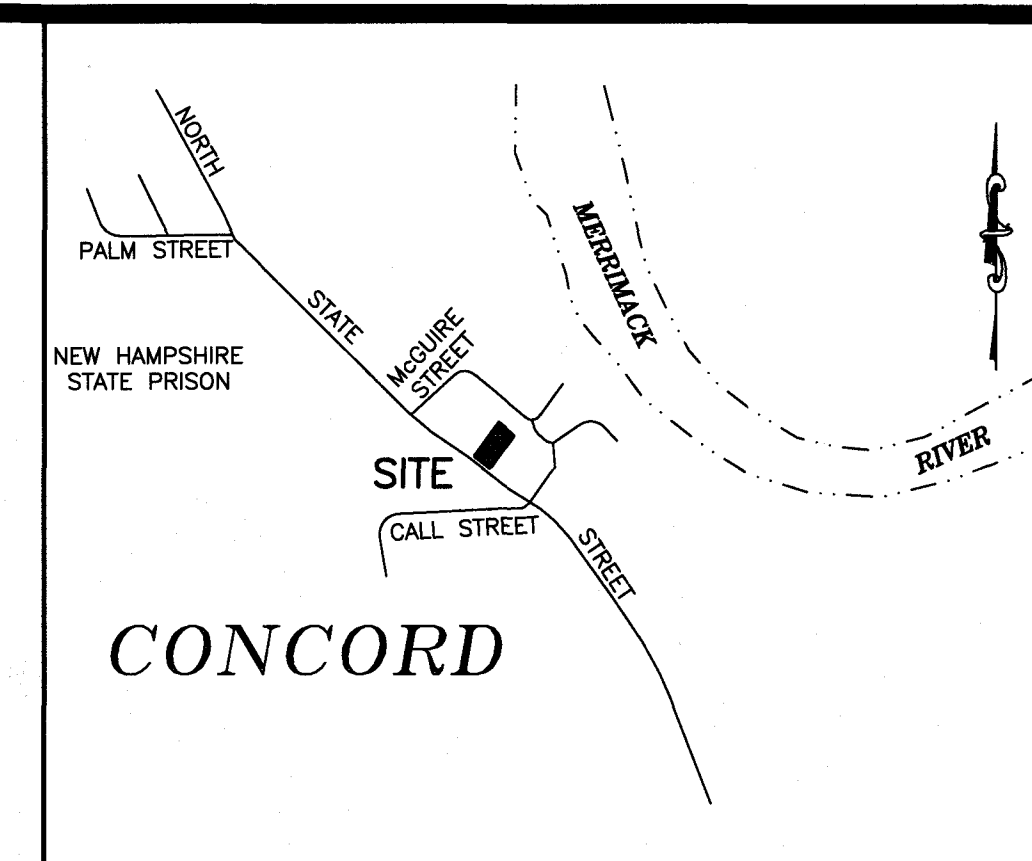 NORTH
PALM STREET
STATE
McGUIRE
STREET
MERRIMACK
RIVER
NEW HAMPSHIRE
STATE PRISON
SITE
CALL STREET
STREET
CONCORD